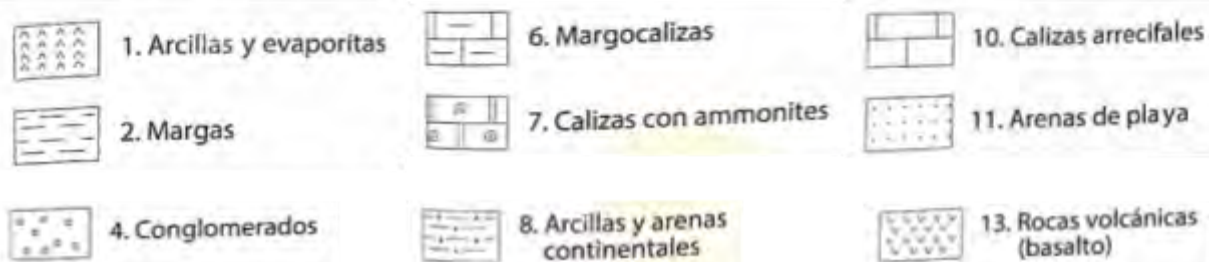 1. Arcillas y evaporitas
6. Margocalizas
10. Calizas arrecifales
2. Margas
7. Calizas con ammonites
11. Arenas de playa
4. Conglomerados
8. Arcillas y arenas
continentales
13. Rocas volcánicas
(basalto)